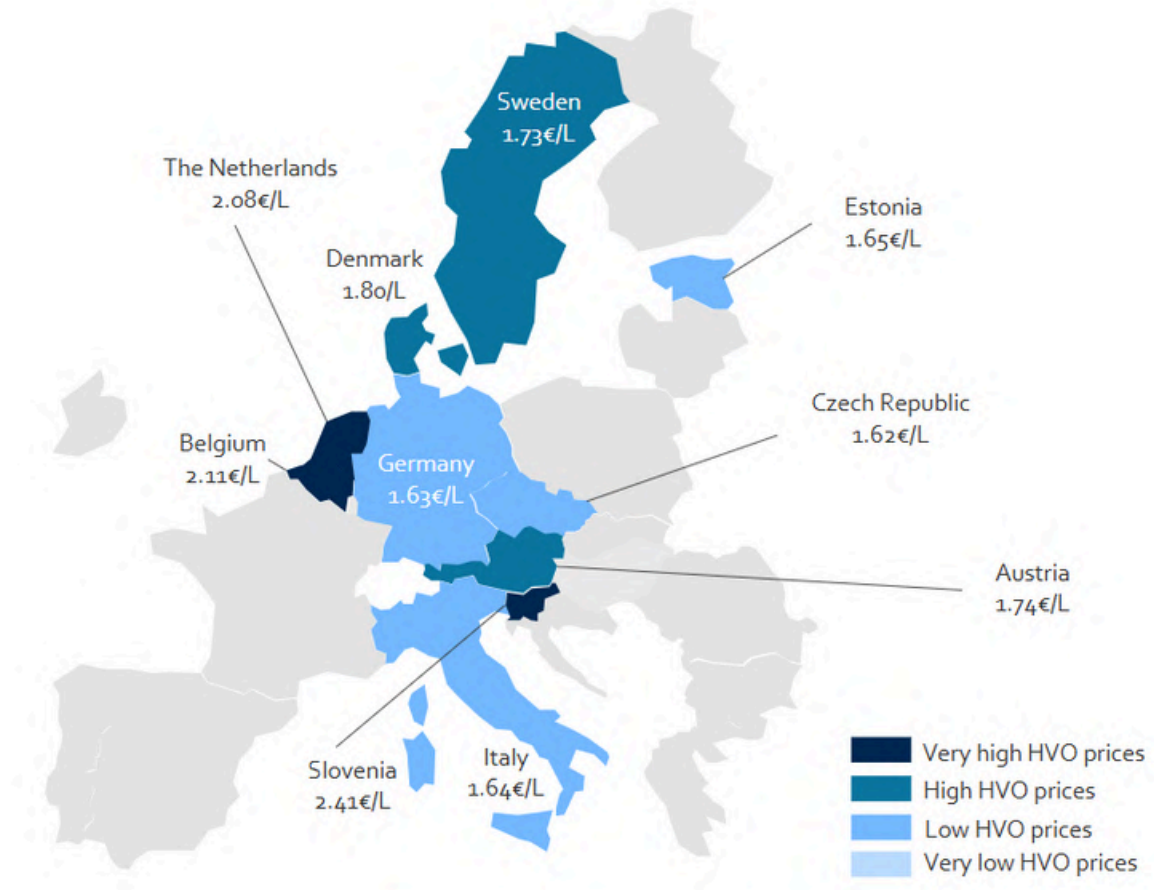 Sweden
1.73€/L
The Netherlands
2.08€/L
Estonia
1.65€/L
Denmark
1.80/L
Czech Republic
1.62€/L
Belgium
2.11€/L
Germany
1.63€/L
Austria
1.74€/L
Slovenia
2.41€/L
Italy
1.64€/L
Very high HVO prices
High HVO prices
Low HVO prices
Very low HVO prices